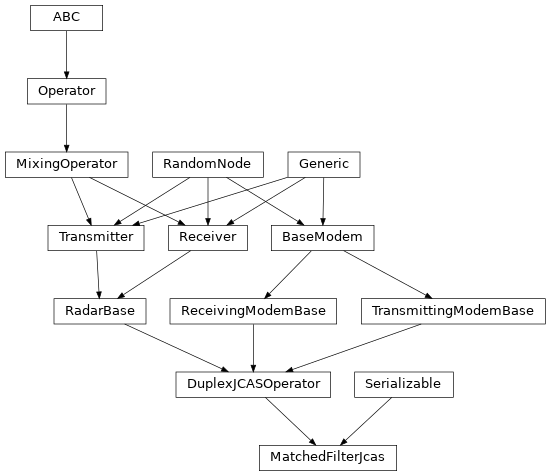 ABC
Operator
MixingOperator
RandomNode
Generic
Transmitter
Receiver
BaseModem
RadarBase
ReceivingModemBase
TransmittingModemBase
DuplexJCASOperator
Serializable
MatchedFilterJcas